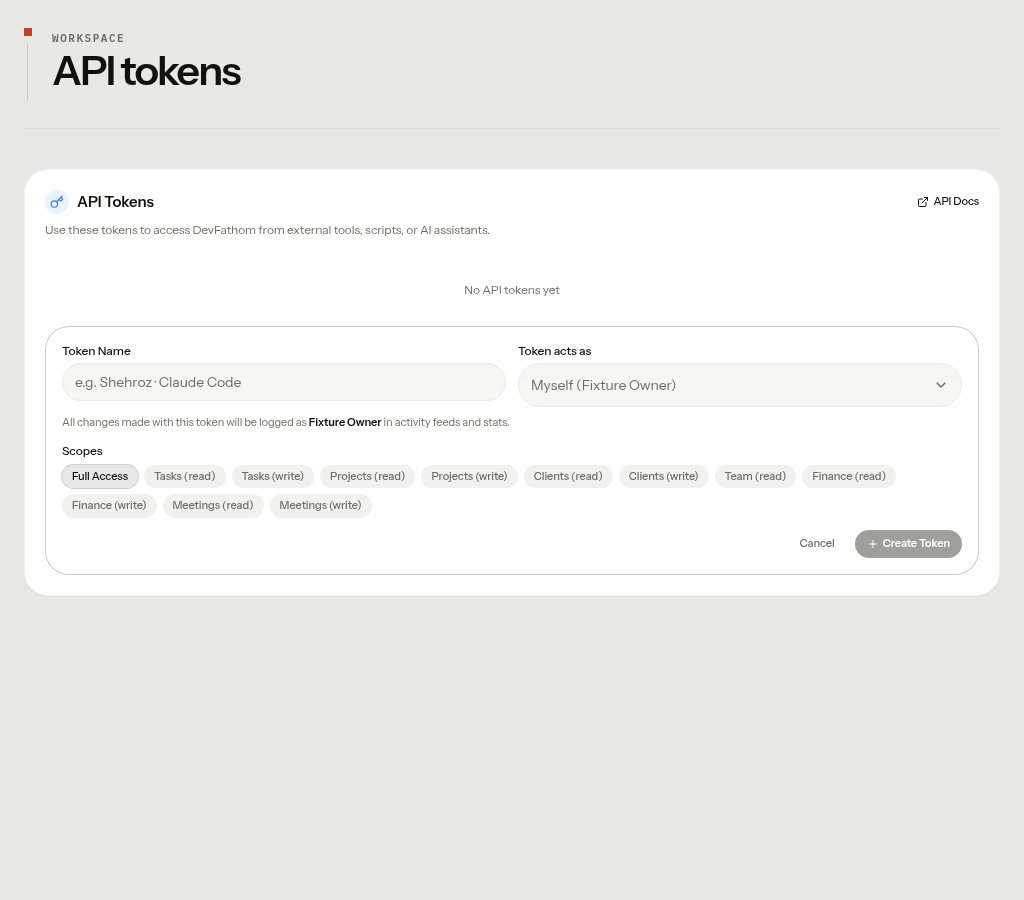 WORKSPACE
API tokens
API Tokens
API Docs
Use these tokens to access DevFathom from external tools, scripts, or AI assistants.
No API tokens yet
Token Name
Token acts as
e.g. Shehroz · Claude Code
Myself (Fixture Owner)
All changes made with this token will be logged as Fixture Owner in activity feeds and stats.
Scopes
Full Access Tasks (read) Tasks (write) Projects (read) Projects (write) Clients (read) Clients (write) Team (read) Finance (read)
Finance (write) Meetings (read) Meetings (write)
Cancel + Create Token